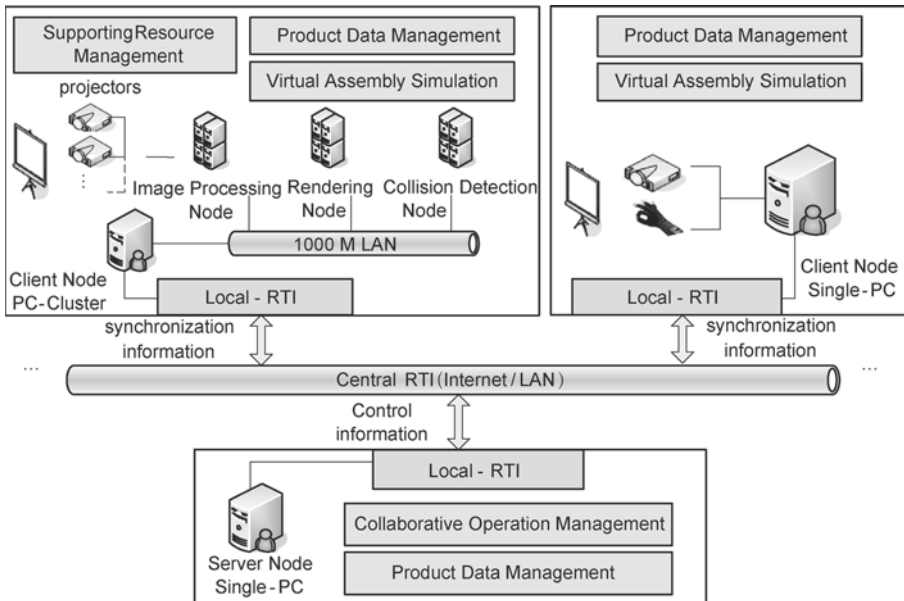 Supporting Resource
Management
Product Data Management
Virtual Assembly Simulation
projectors
Image Processing
Node
Rendering
Node
Collision Detection
Node
1000 M LAN
Client Node
PC-Cluster
Local - RTI
synchronization
information
Product Data Management
Virtual Assembly Simulation
Client Node
Single-PC
Local - RTI
synchronization
information
...
Central RTI(Internet/LAN)
...
Control
information
Local - RTI
Collaborative Operation Management
Product Data Management
Server Node
Single-PC